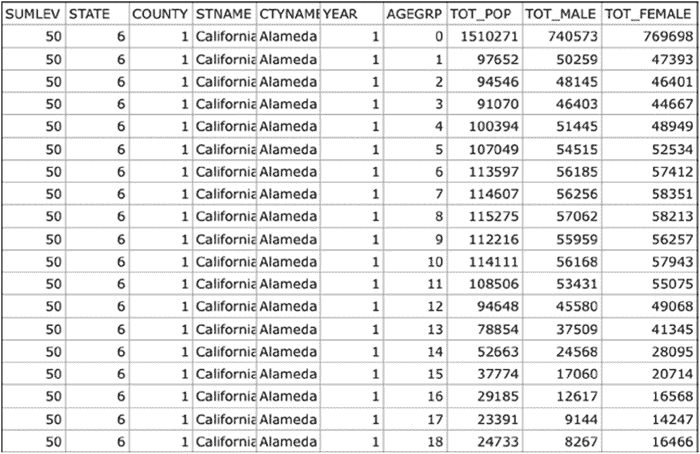 SUMLEV STATE COUNTY STNAME CTYNAME YEAR AGEGRP TOT_POP TOT_MALE TOT_FEMALE
50 6 1 California Alameda 1 0 1510271 740573 769698
50 6 1 California Alameda 1 1 97652 50259 47393
50 6 1 California Alameda 1 2 94546 48145 46401
50 6 1 California Alameda 1 3 91070 46403 44667
50 6 1 California Alameda 1 4 100394 51445 48949
50 6 1 California Alameda 1 5 107049 54515 52534
50 6 1 California Alameda 1 6 113597 56185 57412
50 6 1 California Alameda 1 7 114607 56256 58351
50 6 1 California Alameda 1 8 115275 57062 58213
50 6 1 California Alameda 1 9 112216 55959 56257
50 6 1 California Alameda 1 10 114111 56168 57943
50 6 1 California Alameda 1 11 108506 53431 55075
50 6 1 California Alameda 1 12 94648 45580 49068
50 6 1 California Alameda 1 13 78854 37509 41345
50 6 1 California Alameda 1 14 52663 24568 28095
50 6 1 California Alameda 1 15 37774 17060 20714
50 6 1 California Alameda 1 16 29185 12617 16568
50 6 1 California Alameda 1 17 23391 9144 14247
50 6 1 California Alameda 1 18 24733 8267 16466